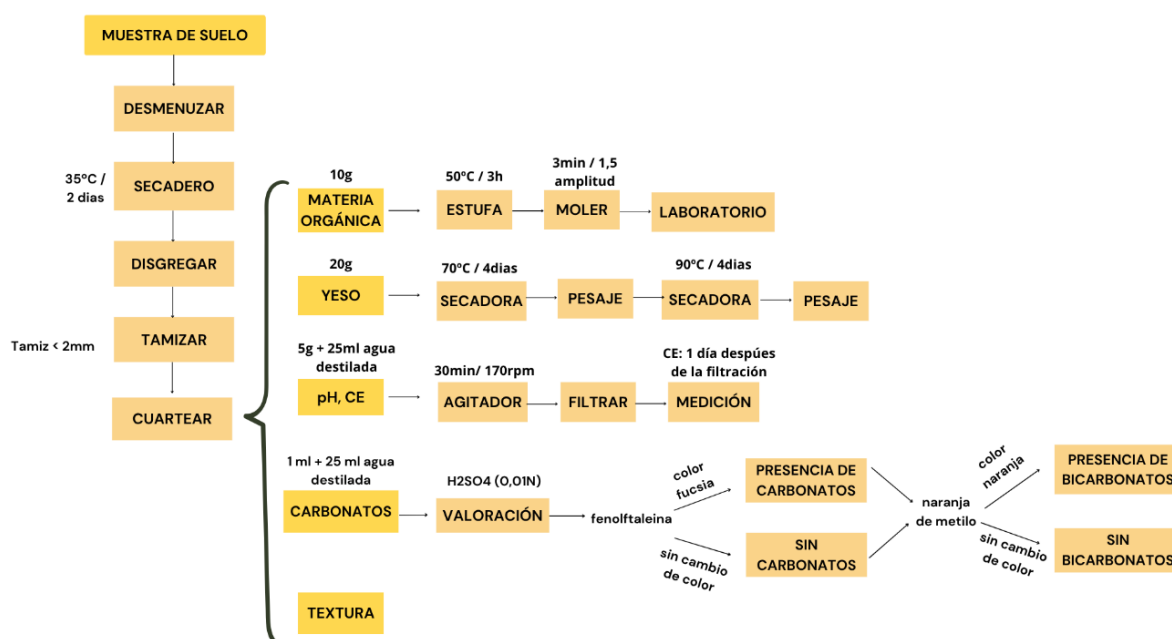 MUESTRA DE SUELO
DESMENUZAR
35ºC /
2 dias
SECADERO
DISGREGAR
Tamiz < 2mm
TAMIZAR
CUARTEAR
10g
MATERIA
ORGÁNICA
50ºC / 3h
ESTUFA
3min / 1,5
amplitud
MOLER
LABORATORIO
20g
YESO
70ºC / 4dias
SECADORA
PESAJE
90ºC / 4dias
SECADORA
PESAJE
5g + 25ml agua
destilada
pH, CE
30min/ 170rpm
AGITADOR
FILTRAR
CE: 1 día despúes
de la filtración
MEDICIÓN
1 ml + 25 ml agua
destilada
CARBONATOS
H2SO4 (0,01N)
VALORACIÓN
fenolftaleina
color
fucsia
PRESENCIA DE
CARBONATOS
sin cambio
de color
SIN
CARBONATOS
naranja
de metilo
color
naranja
PRESENCIA DE
BICARBONATOS
sin cambio
de color
SIN
BICARBONATOS
TEXTURA